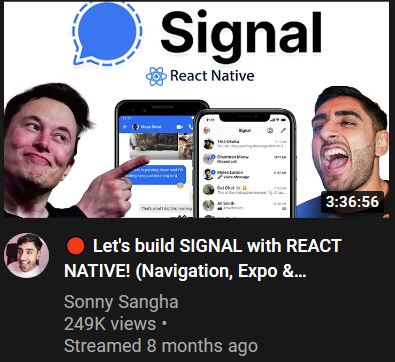 Signal
React Native
Signal
3:36:56
🔴 Let's build SIGNAL with REACT
NATIVE! (Navigation, Expo &...
Sonny Sangha
249K views •
Streamed 8 months ago